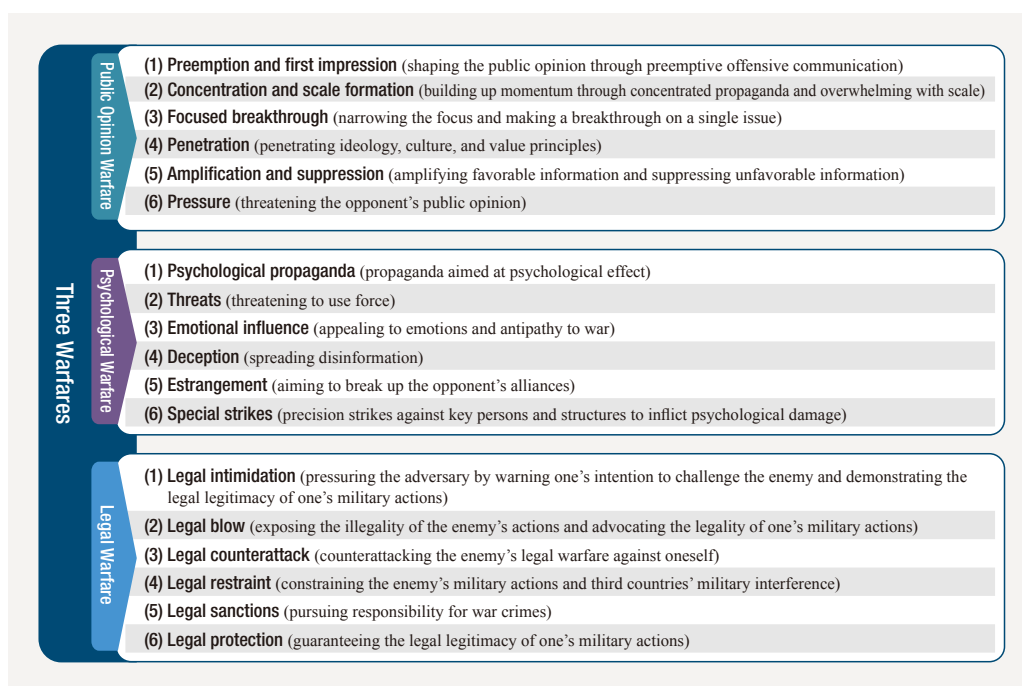 Three Warfares
Public Opinion Warfare
(1) Preemption and first impression (shaping the public opinion through preemptive offensive communication)
(2) Concentration and scale formation (building up momentum through concentrated propaganda and overwhelming with scale)
(3) Focused breakthrough (narrowing the focus and making a breakthrough on a single issue)
(4) Penetration (penetrating ideology, culture, and value principles)
(5) Amplification and suppression (amplifying favorable information and suppressing unfavorable information)
(6) Pressure (threatening the opponent’s public opinion)
Psychological Warfare
(1) Psychological propaganda (propaganda aimed at psychological effect)
(2) Threats (threatening to use force)
(3) Emotional influence (appealing to emotions and antipathy to war)
(4) Deception (spreading disinformation)
(5) Estrangement (aiming to break up the opponent’s alliances)
(6) Special strikes (precision strikes against key persons and structures to inflict psychological damage)
Legal Warfare
(1) Legal intimidation (pressuring the adversary by warning one’s intention to challenge the enemy and demonstrating the
legal legitimacy of one’s military actions)
(2) Legal blow (exposing the illegality of the enemy’s actions and advocating the legality of one’s military actions)
(3) Legal counterattack (counterattacking the enemy’s legal warfare against oneself)
(4) Legal restraint (constraining the enemy’s military actions and third countries’ military interference)
(5) Legal sanctions (pursuing responsibility for war crimes)
(6) Legal protection (guaranteeing the legal legitimacy of one’s military actions)